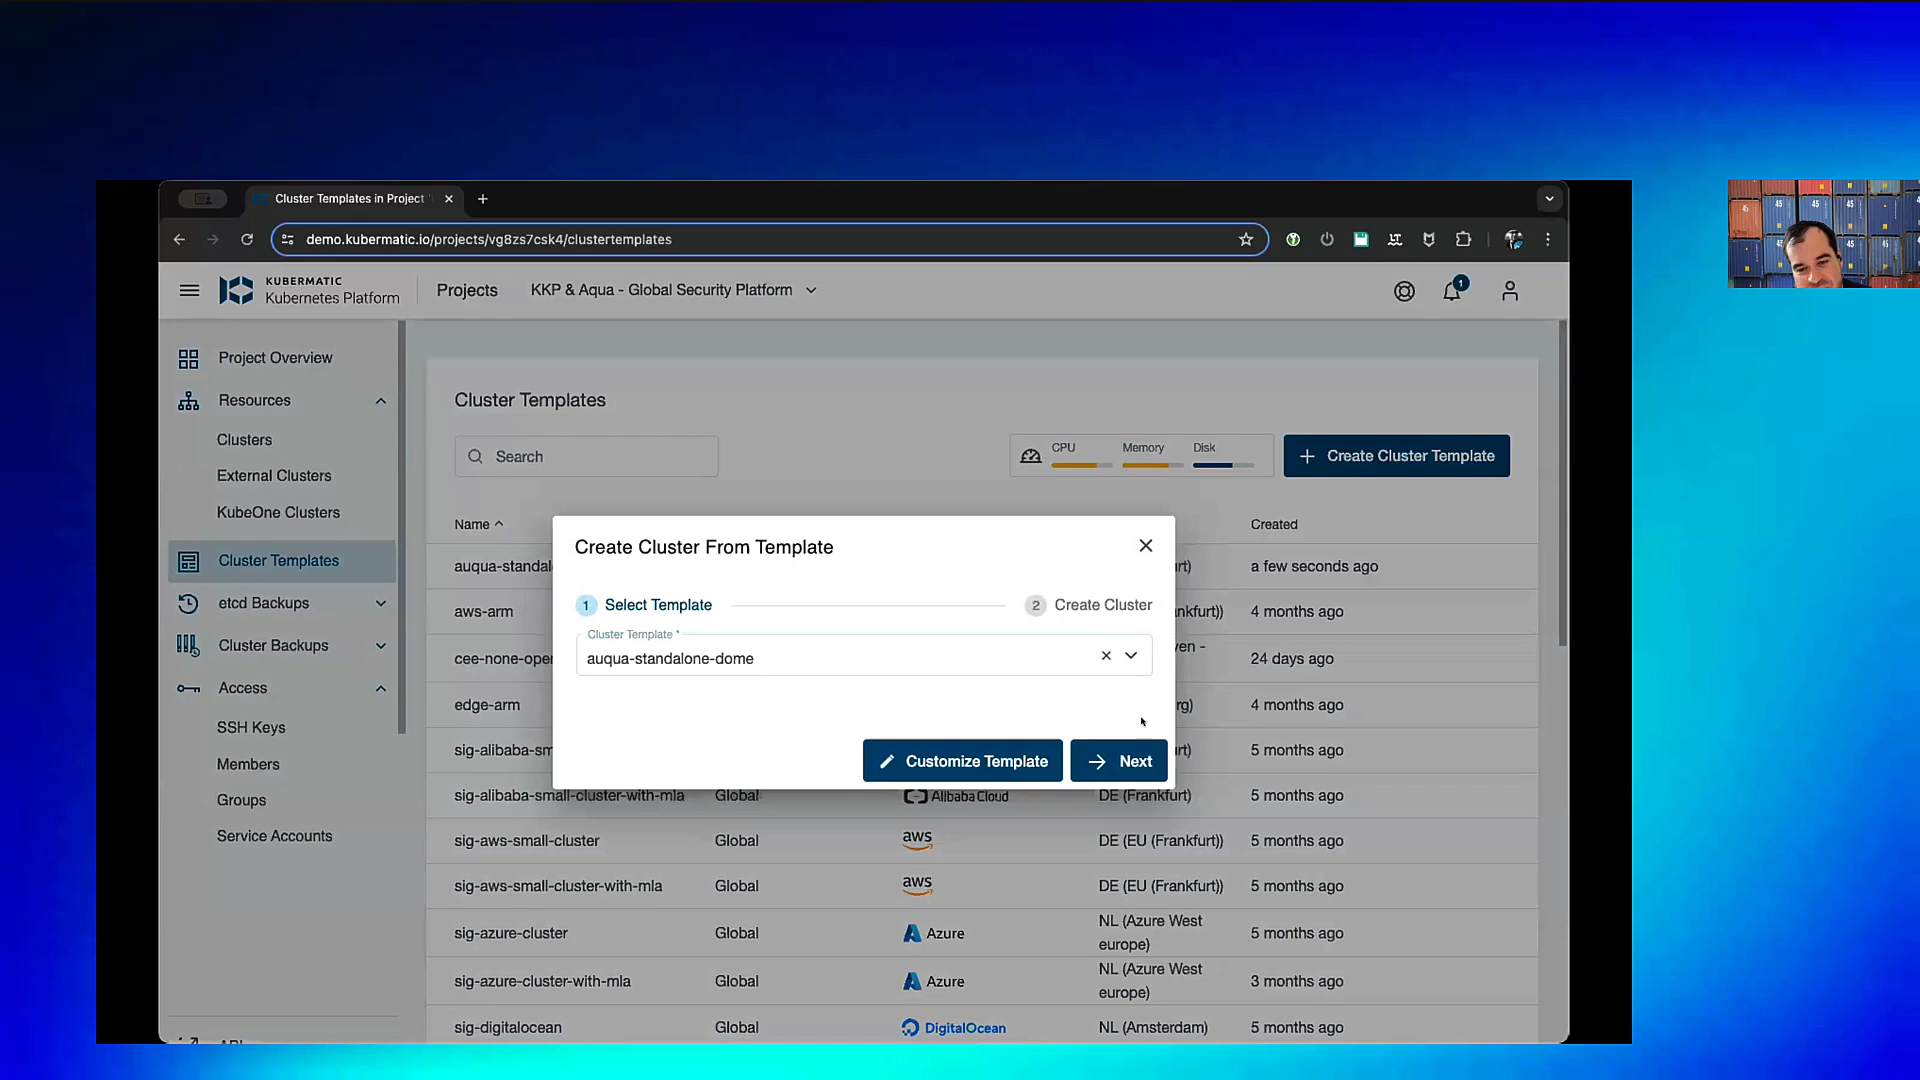 Cluster Templates in Project
demo.kubermatic.io/projects/vg8zs7csk4/clustertemplates
KUBERMATIC
Kubernetes Platform
Projects
KKP & Aqua - Global Security Platform
1
Project Overview
Resources
Clusters
External Clusters
KubeOne Clusters
Cluster Templates
etcd Backups
Cluster Backups
Access
SSH Keys
Members
Groups
Service Accounts
Cluster Templates
Search
CPU
Memory
Disk
Create Cluster Template
Name
Created
auqua-standal
a few seconds ago
aws-arm
4 months ago
cee-none-ope
24 days ago
edge-arm
4 months ago
sig-alibaba-sm
5 months ago
sig-alibaba-small-cluster-with-mla Global Alibaba Cloud DE (Frankfurt) 5 months ago
sig-aws-small-cluster Global aws DE (EU (Frankfurt)) 5 months ago
sig-aws-small-cluster-with-mla Global aws DE (EU (Frankfurt)) 5 months ago
sig-azure-cluster Global Azure NL (Azure West europe) 5 months ago
sig-azure-cluster-with-mla Global Azure NL (Azure West europe) 3 months ago
sig-digitalocean Global DigitalOcean NL (Amsterdam) 5 months ago
Create Cluster From Template
1 Select Template
2 Create Cluster
Cluster Template *
auqua-standalone-dome
Customize Template
Next